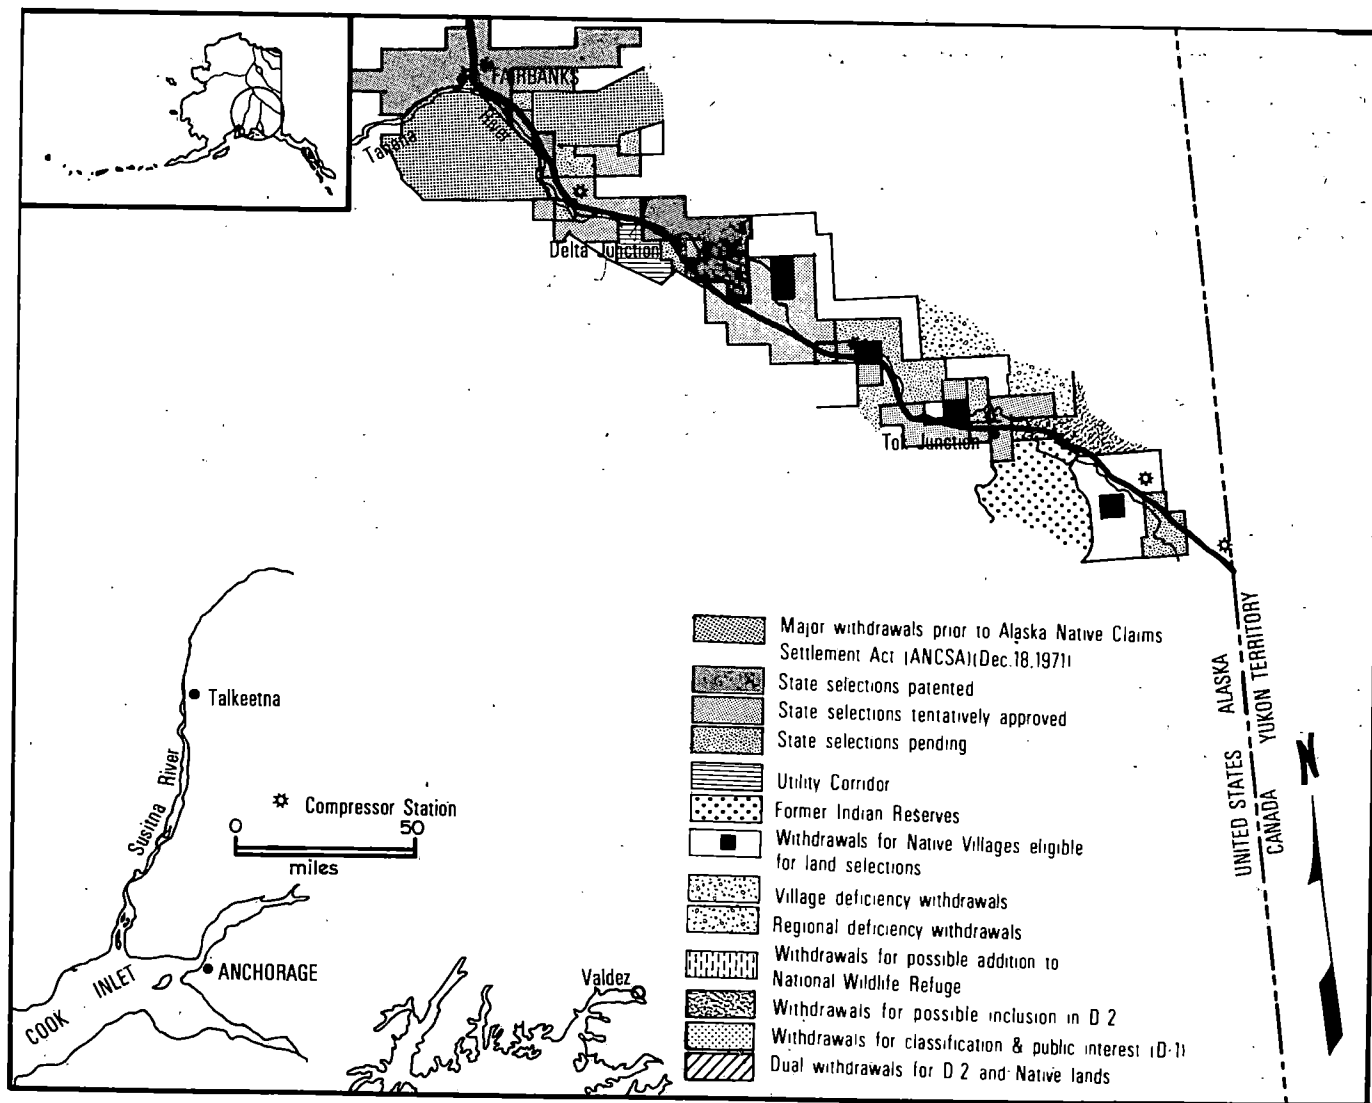 FAIRBANKS
Tanana
River
Delta Junction
Tok Junction
Major withdrawals prior to Alaska Native Claims
Settlement Act (ANCSA)(Dec.18,1971)
State selections patented
State selections tentatively approved
State selections pending
Utility Corridor
Former Indian Reserves
Withdrawals for Native Villages eligible
for land selections
Village deficiency withdrawals
Regional deficiency withdrawals
Withdrawals for possible addition to
National Wildlife Refuge
Withdrawals for possible inclusion in D 2
Withdrawals for classification & public interest (D-1)
Dual withdrawals for D 2 and Native lands
Talkeetna
Susitna River
Compressor Station
0 50
miles
COOK INLET
ANCHORAGE
Valdez
UNITED STATES ALASKA
CANADA YUKON TERRITORY
N